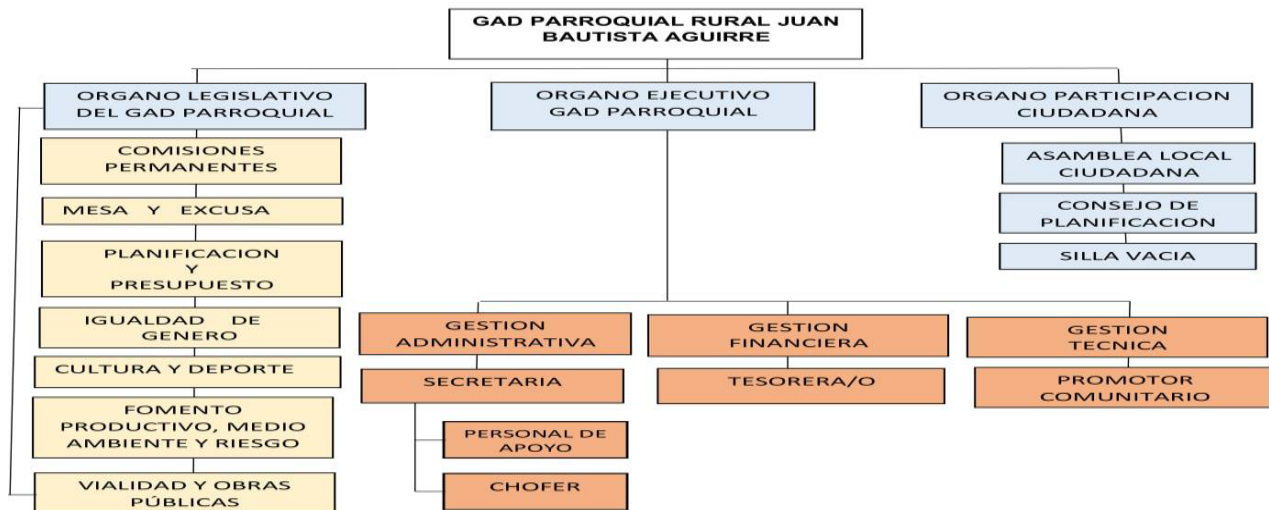 GAD PARROQUIAL RURAL JUAN
BAUTISTA AGUIRRE
ORGANO LEGISLATIVO
DEL GAD PARROQUIAL
COMISIONES
PERMANENTES
MESA Y EXCUSA
PLANIFICACION
Y
PRESUPUESTO
IGUALDAD DE
GENERO
CULTURA Y DEPORTE
FOMENTO
PRODUCTIVO, MEDIO
AMBIENTE Y RIESGO
VIALIDAD Y OBRAS
PÚBLICAS
ORGANO EJECUTIVO
GAD PARROQUIAL
GESTION
ADMINISTRATIVA
SECRETARIA
PERSONAL DE
APOYO
CHOFER
GESTION
FINANCIERA
TESORERA/O
GESTION
TECNICA
PROMOTOR
COMUNITARIO
ORGANO PARTICIPACION
CIUDADANA
ASAMBLEA LOCAL
CIUDADANA
CONSEJO DE
PLANIFICACION
SILLA VACIA